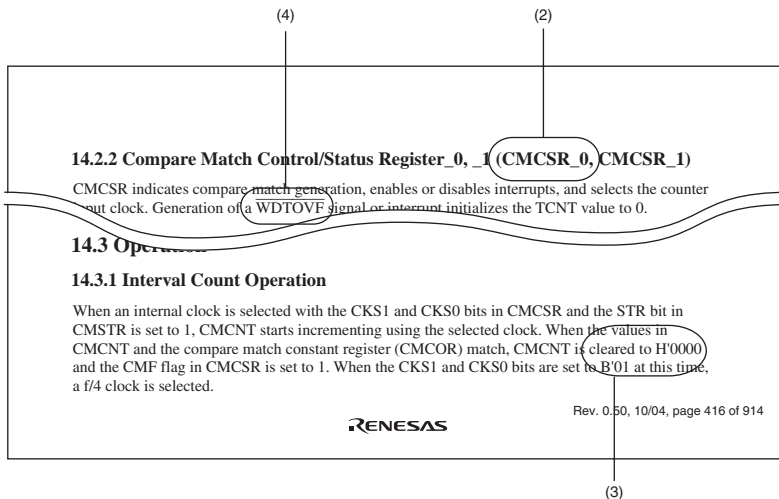 (4) (2)
14.2.2 Compare Match Control/Status Register_0, _1 (CMCSR_0, CMCSR_1)
CMCSR indicates compare match generation, enables or disables interrupts, and selects the counter
input clock. Generation of a WDTOVF signal or interrupt initializes the TCNT value to 0.
14.3 Operation
14.3.1 Interval Count Operation
When an internal clock is selected with the CKS1 and CKS0 bits in CMCSR and the STR bit in
CMSTR is set to 1, CMCNT starts incrementing using the selected clock. When the values in
CMCNT and the compare match constant register (CMCOR) match, CMCNT is cleared to H'0000
and the CMF flag in CMCSR is set to 1. When the CKS1 and CKS0 bits are set to B'01 at this time,
a f/4 clock is selected.
Rev. 0.50, 10/04, page 416 of 914
RENESAS
(3)